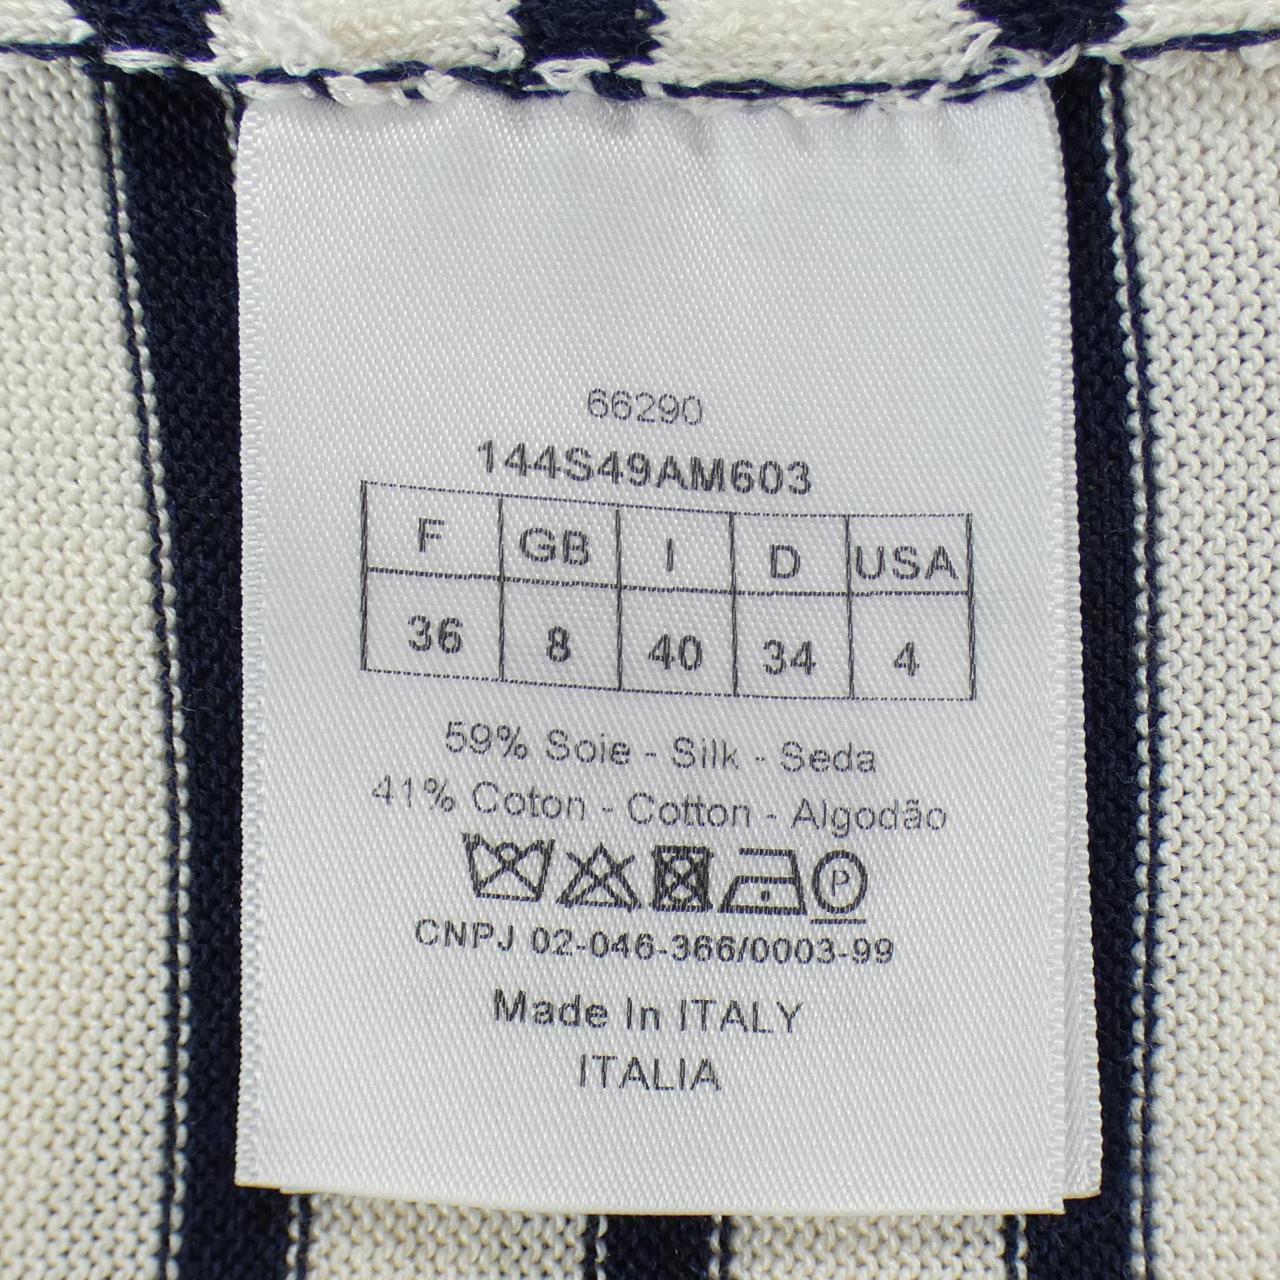 66290
144S49AM603
F GB I D USA
36 8 40 34 4
59% Soie - Silk - Seda
41% Coton - Cotton - Algodão
P
CNPJ 02-046-366/0003-99
Made In ITALY
ITALIA